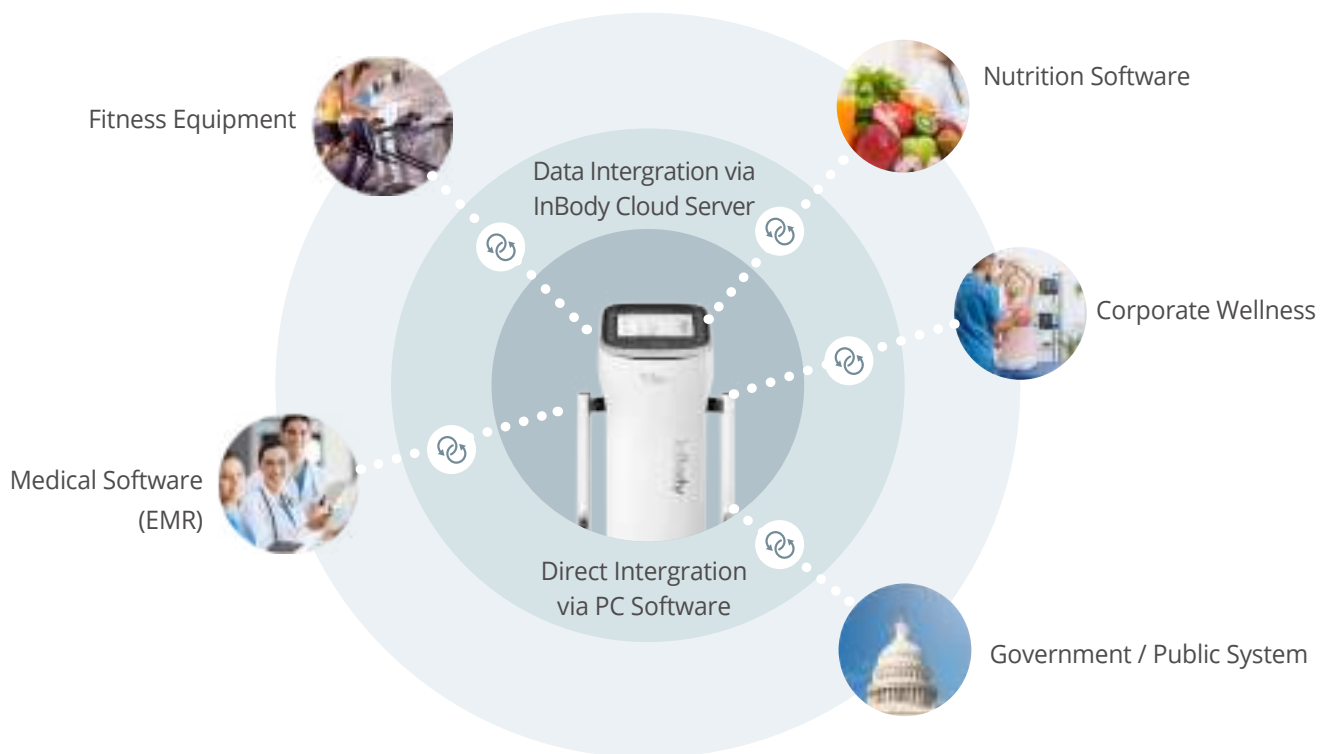 Nutrition Software
Fitness Equipment
Data Intergration via
InBody Cloud Server
Corporate Wellness
Medical Software
(EMR)
Direct Intergration
via PC Software
Government / Public System